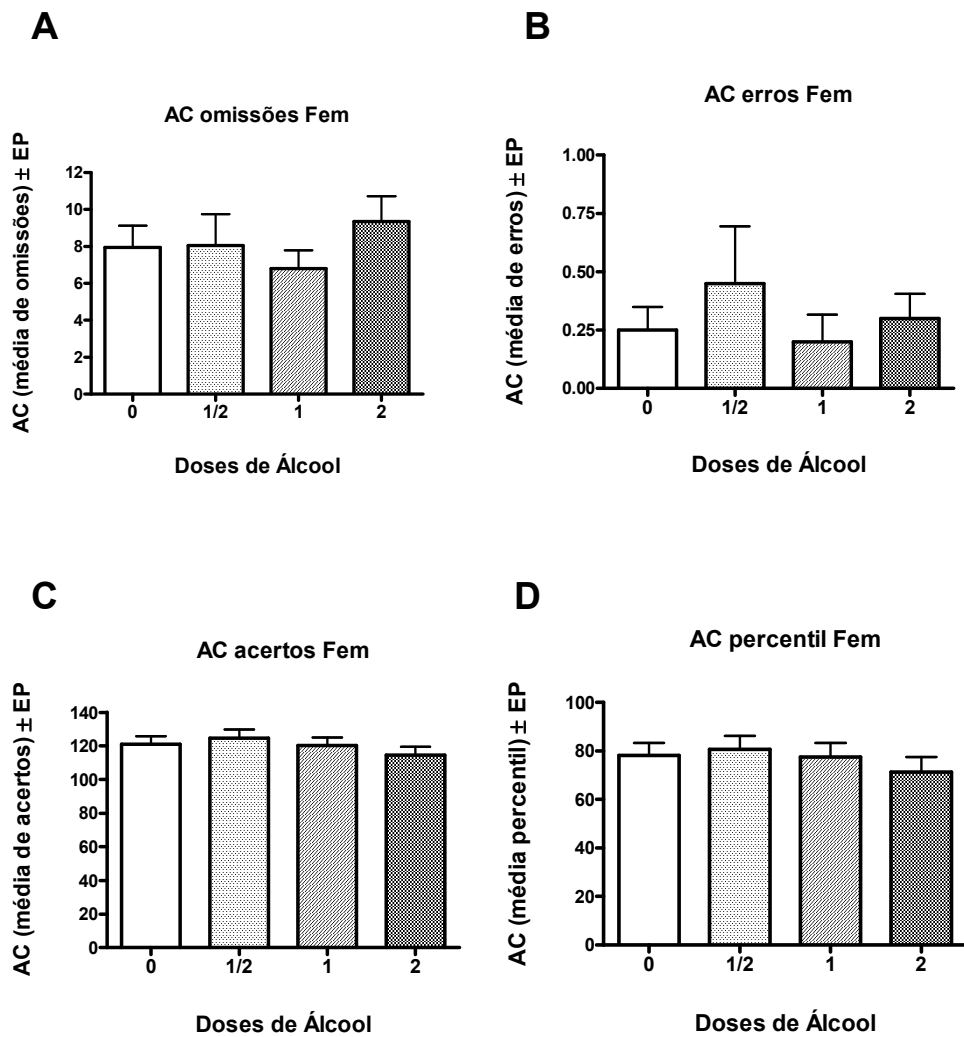 A
AC omissões Fem
AC (média de omissões) ± EP
12
10
8
6
4
2
0
0 1/2 1 2
Doses de Álcool
B
AC erros Fem
AC (média de erros) ± EP
1.00
0.75
0.50
0.25
0.00
0 1/2 1 2
Doses de Álcool
C
AC acertos Fem
AC (média de acertos) ± EP
140
120
100
80
60
40
20
0
0 1/2 1 2
Doses de Álcool
D
AC percentil Fem
AC (média percentil) ± EP
100
80
60
40
20
0
0 1/2 1 2
Doses de Álcool